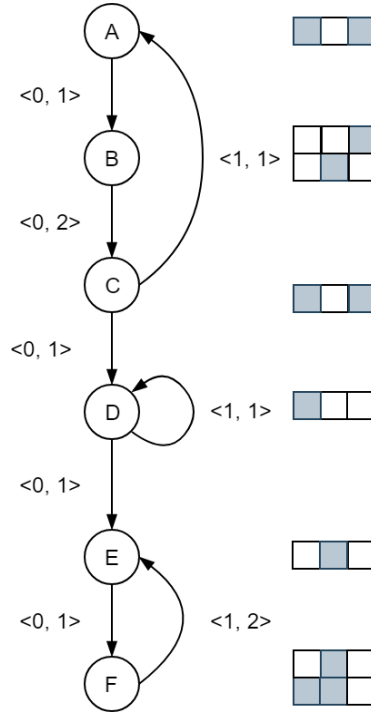 A
<0, 1>
B
<1, 1>
<0, 2>
C
<0, 1>
D
<1, 1>
<0, 1>
E
<0, 1>
<1, 2>
F